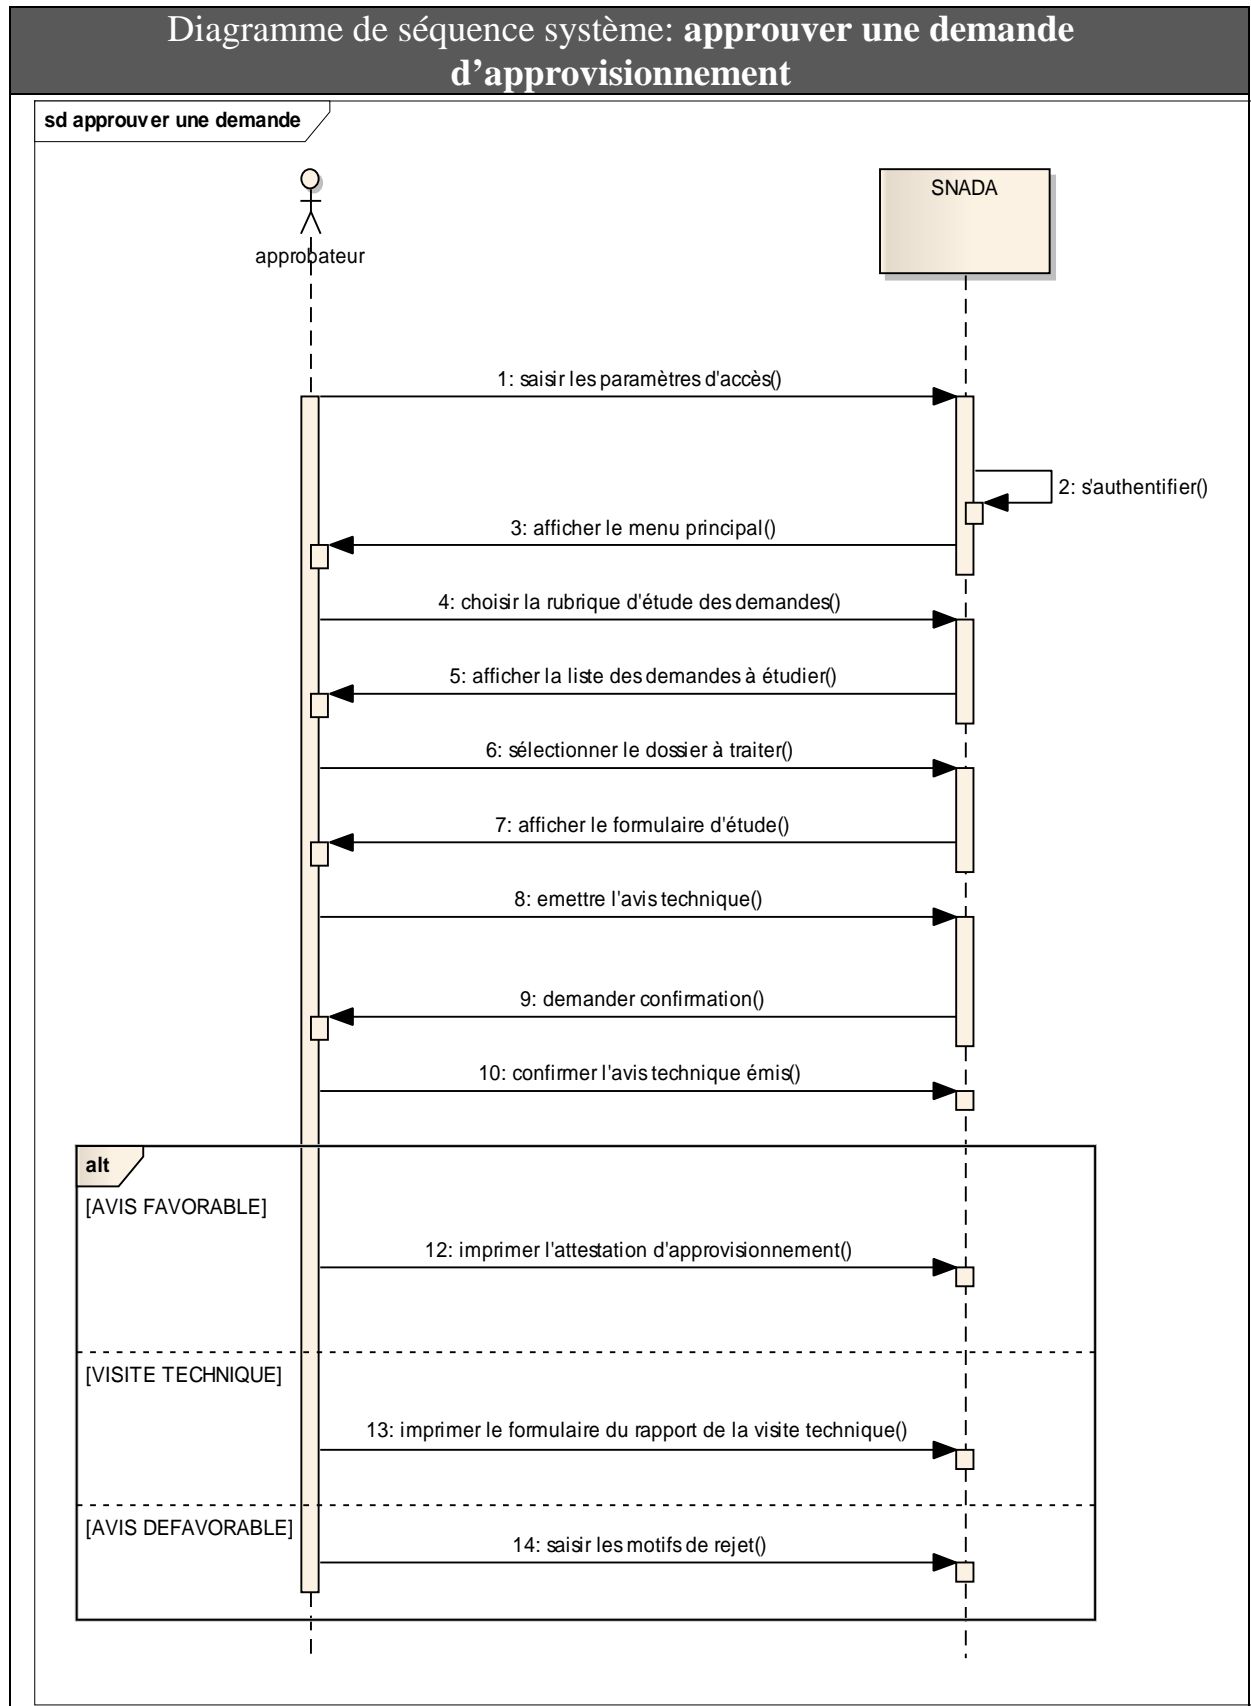 Diagramme de séquence système: approuver une demande
d’approvisionnement
sd approuver une demande
approbateur
SNADA
1: saisir les paramètres d'accès()
2: s'authentifier()
3: afficher le menu principal()
4: choisir la rubrique d'étude des demandes()
5: afficher la liste des demandes à étudier()
6: sélectionner le dossier à traiter()
7: afficher le formulaire d'étude()
8: emettre l'avis technique()
9: demander confirmation()
10: confirmer l'avis technique émis()
alt
[AVIS FAVORABLE]
12: imprimer l'attestation d'approvisionnement()
[VISITE TECHNIQUE]
13: imprimer le formulaire du rapport de la visite technique()
[AVIS DEFAVORABLE]
14: saisir les motifs de rejet()